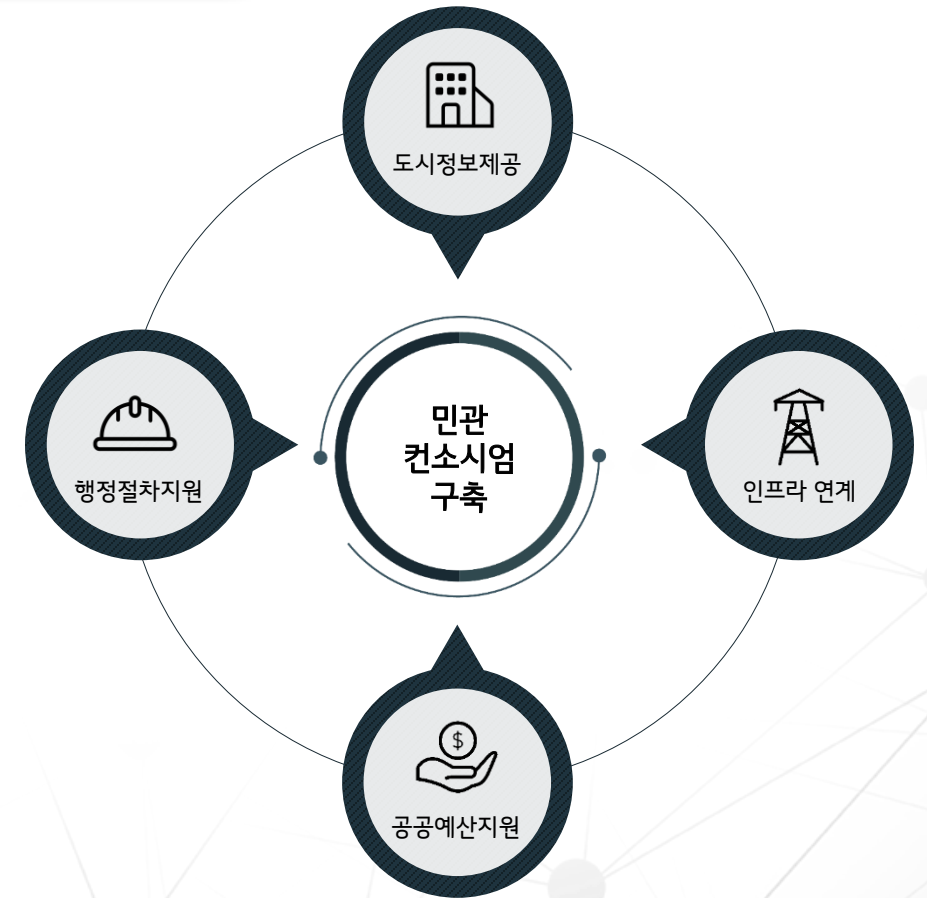 도시정보제공
민관
컨소시엄
구축
행정절차지원
인프라 연계
$
공공예산지원